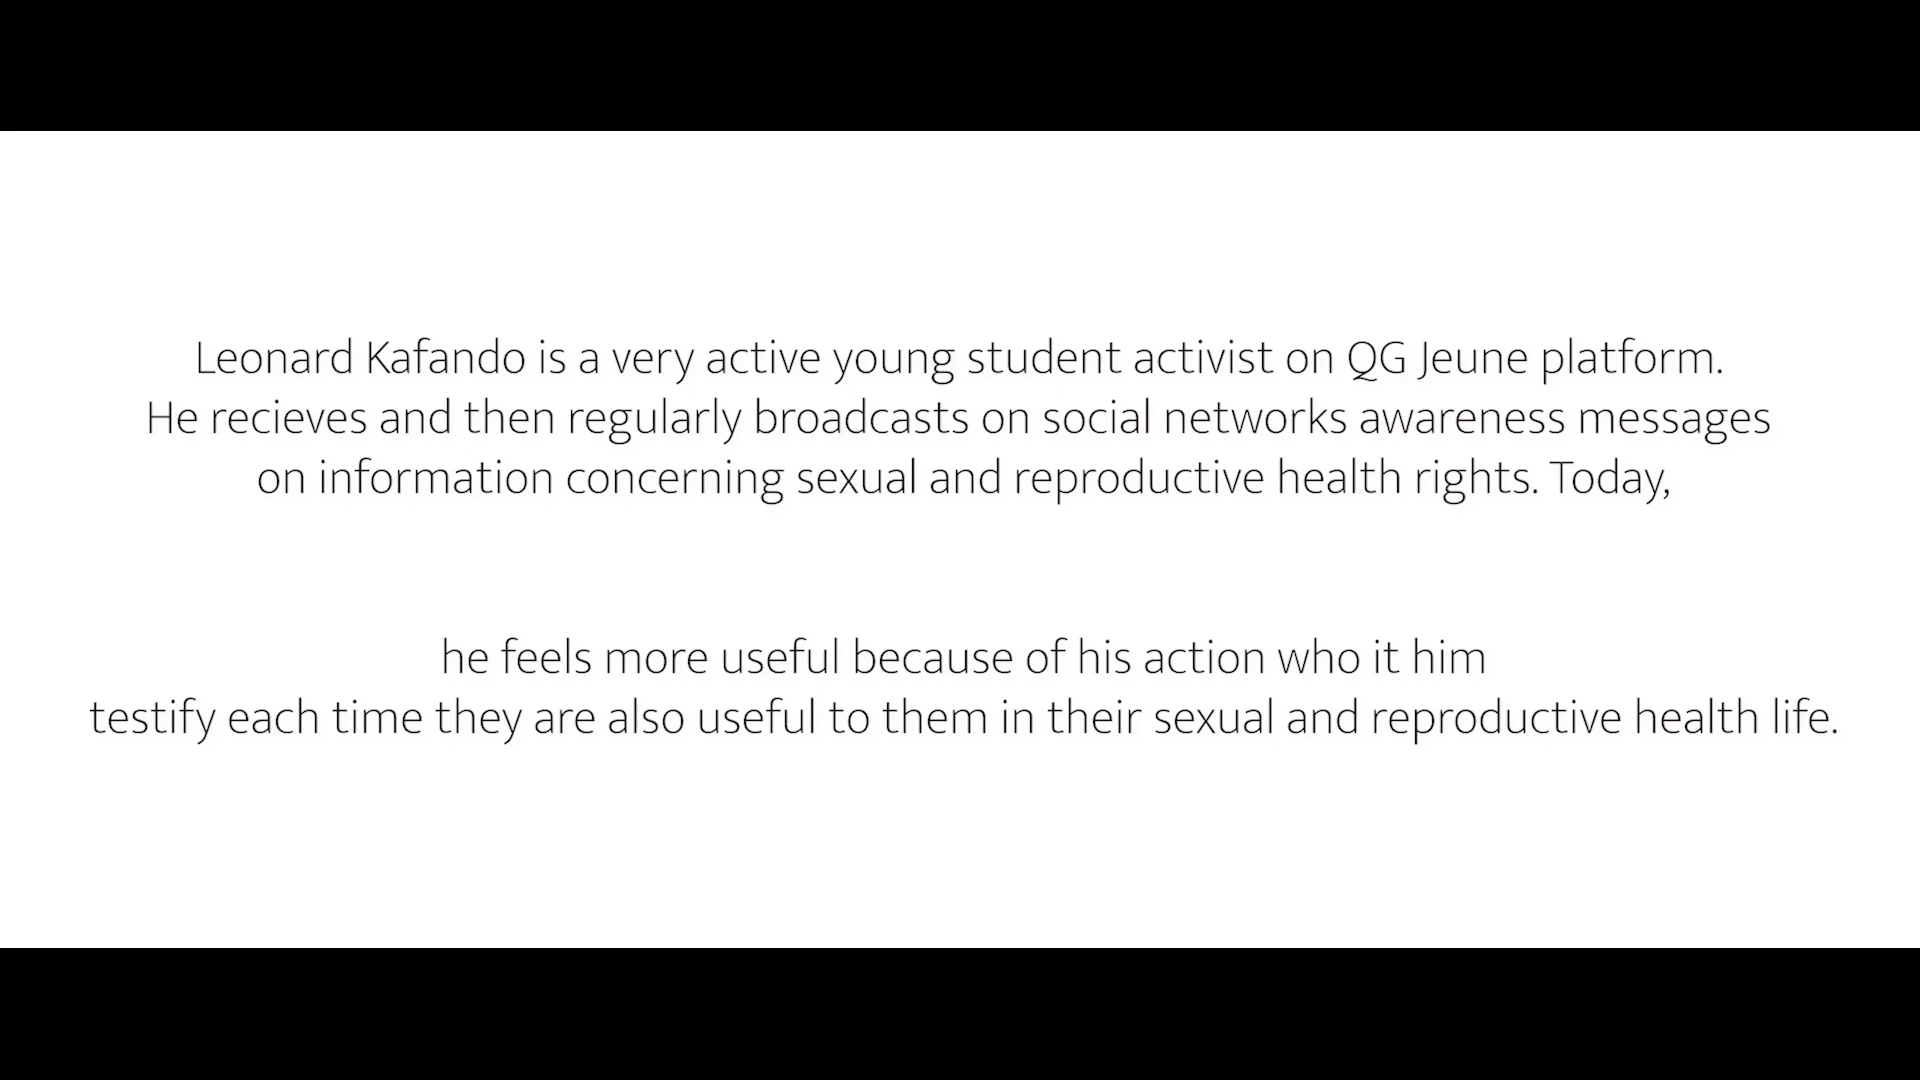 Leonard Kafando is a very active young student activist on QG Jeune platform.
He recieves and then regularly broadcasts on social networks awareness messages
on information concerning sexual and reproductive health rights. Today,
he feels more useful because of his action who it him
testify each time they are also useful to them in their sexual and reproductive health life.